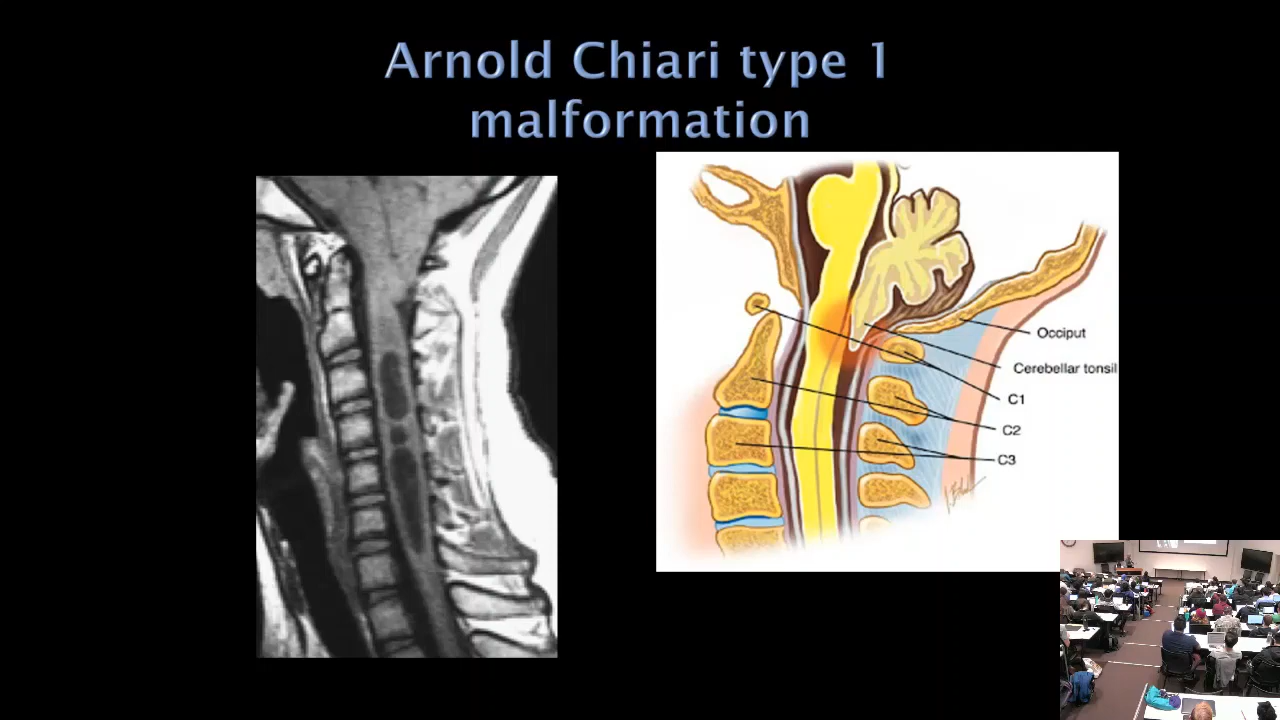 Arnold Chiari type 1
malformation
Occiput
Cerebellar tonsil
C1
C2
C3